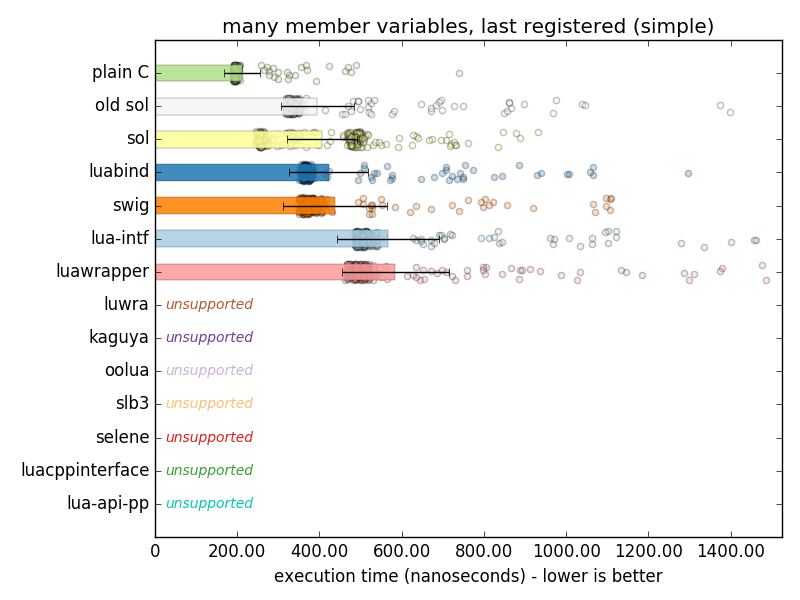 many member variables, last registered (simple)
plain C
old sol
sol
luabind
swig
lua-intf
luawrapper
luwra unsupported
kaguya unsupported
oolua unsupported
slb3 unsupported
selene unsupported
luacppinterface unsupported
lua-api-pp unsupported
0 200.00 400.00 600.00 800.00 1000.00 1200.00 1400.00
execution time (nanoseconds) - lower is better